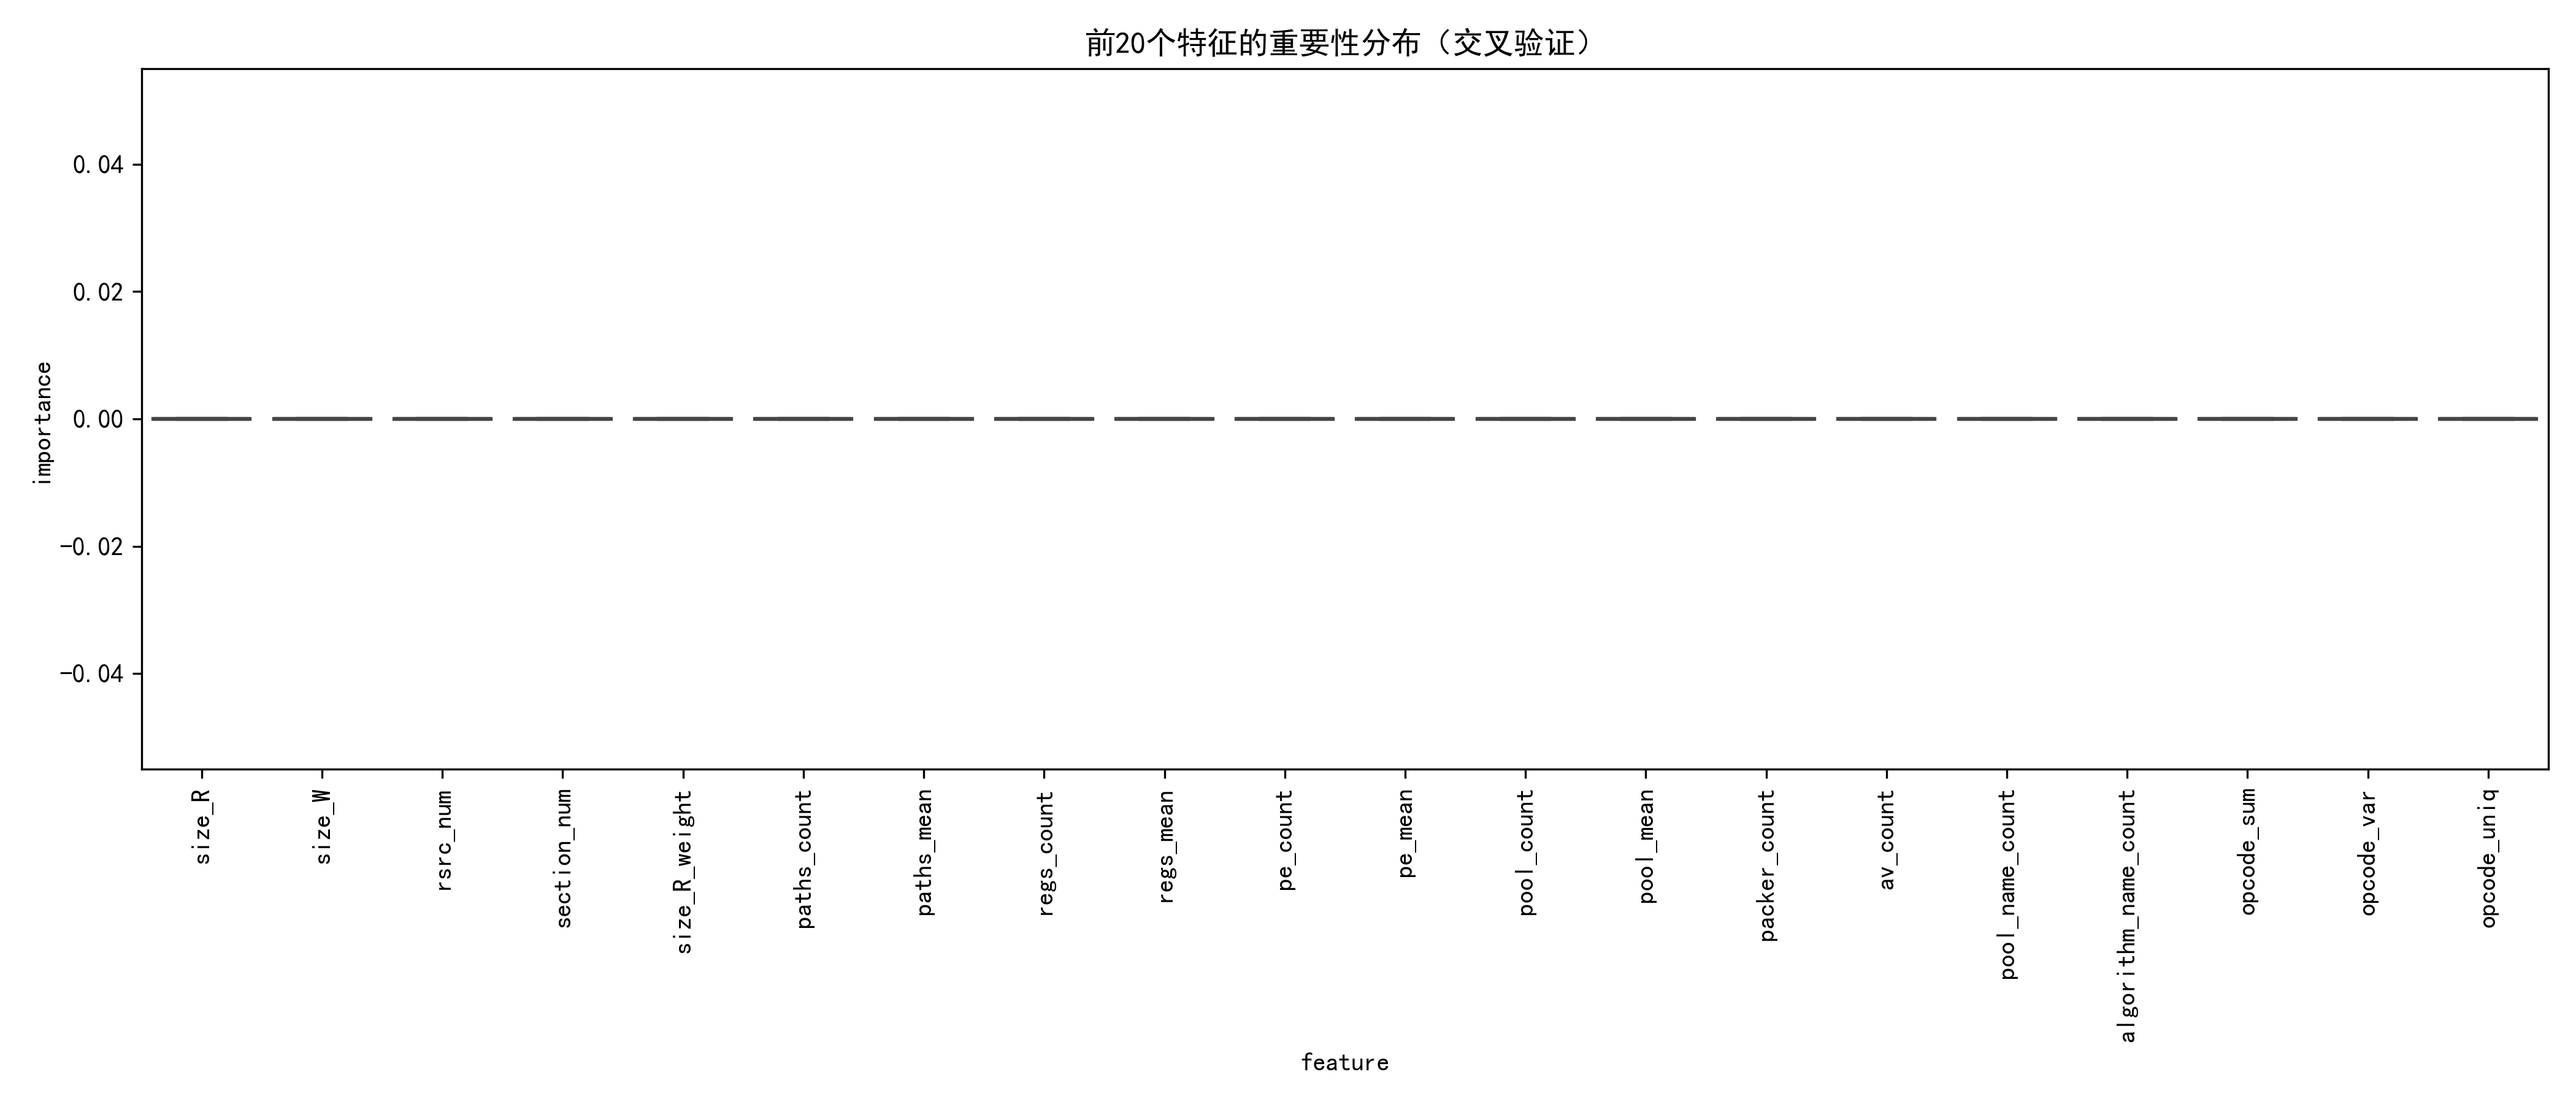 前20个特征的重要性分布（交叉验证）
importance
0.04
0.02
0.00
-0.02
-0.04
size_R
size_W
rsrc_num
section_num
size_R_weight
paths_count
paths_mean
regs_count
regs_mean
pe_count
pe_mean
pool_count
pool_mean
packer_count
av_count
pool_name_count
algorithm_name_count
opcode_sum
opcode_var
opcode_uniq
feature